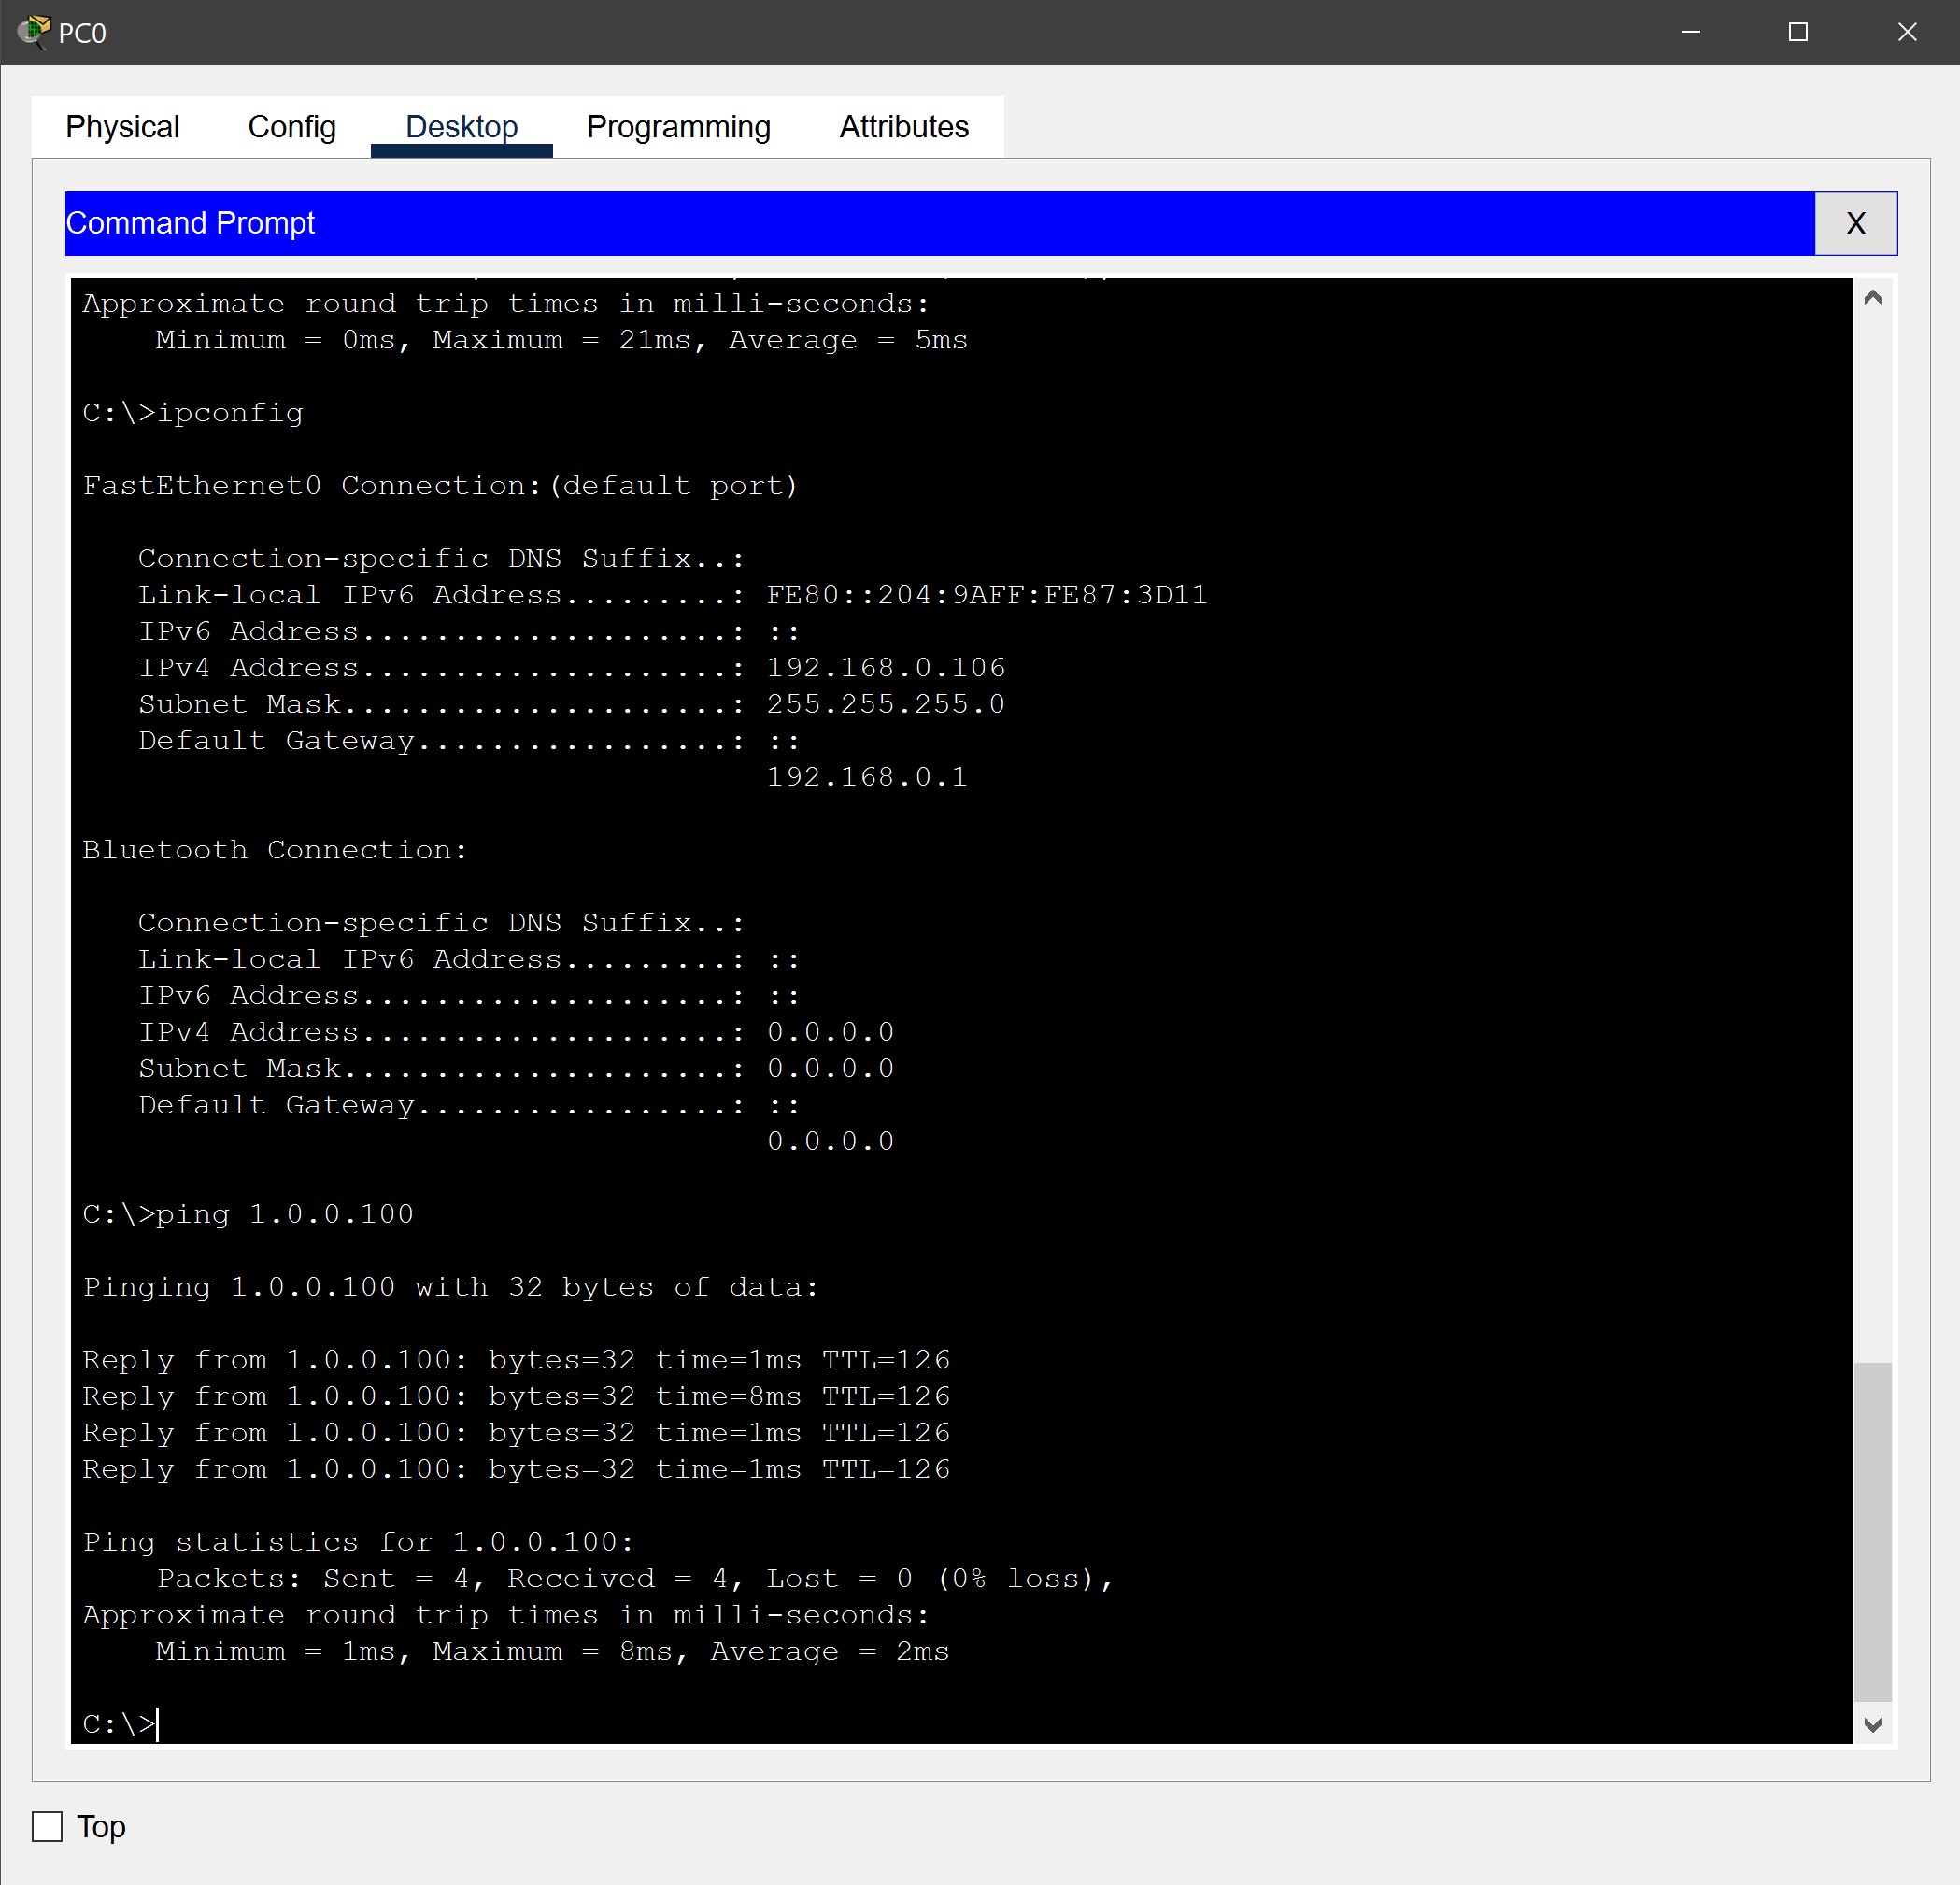 PC0
Physical Config Desktop Programming Attributes
Command Prompt X
Approximate round trip times in milli-seconds:
    Minimum = 0ms, Maximum = 21ms, Average = 5ms
C:\>ipconfig
FastEthernet0 Connection:(default port)
   Connection-specific DNS Suffix..:
   Link-local IPv6 Address.........: FE80::204:9AFF:FE87:3D11
   IPv6 Address....................: ::
   IPv4 Address....................: 192.168.0.106
   Subnet Mask.....................: 255.255.255.0
   Default Gateway.................: ::
                                     192.168.0.1
Bluetooth Connection:
   Connection-specific DNS Suffix..:
   Link-local IPv6 Address.........: ::
   IPv6 Address....................: ::
   IPv4 Address....................: 0.0.0.0
   Subnet Mask.....................: 0.0.0.0
   Default Gateway.................: ::
                                     0.0.0.0
C:\>ping 1.0.0.100
Pinging 1.0.0.100 with 32 bytes of data:
Reply from 1.0.0.100: bytes=32 time=1ms TTL=126
Reply from 1.0.0.100: bytes=32 time=8ms TTL=126
Reply from 1.0.0.100: bytes=32 time=1ms TTL=126
Reply from 1.0.0.100: bytes=32 time=1ms TTL=126
Ping statistics for 1.0.0.100:
    Packets: Sent = 4, Received = 4, Lost = 0 (0% loss),
Approximate round trip times in milli-seconds:
    Minimum = 1ms, Maximum = 8ms, Average = 2ms
C:\>
Top